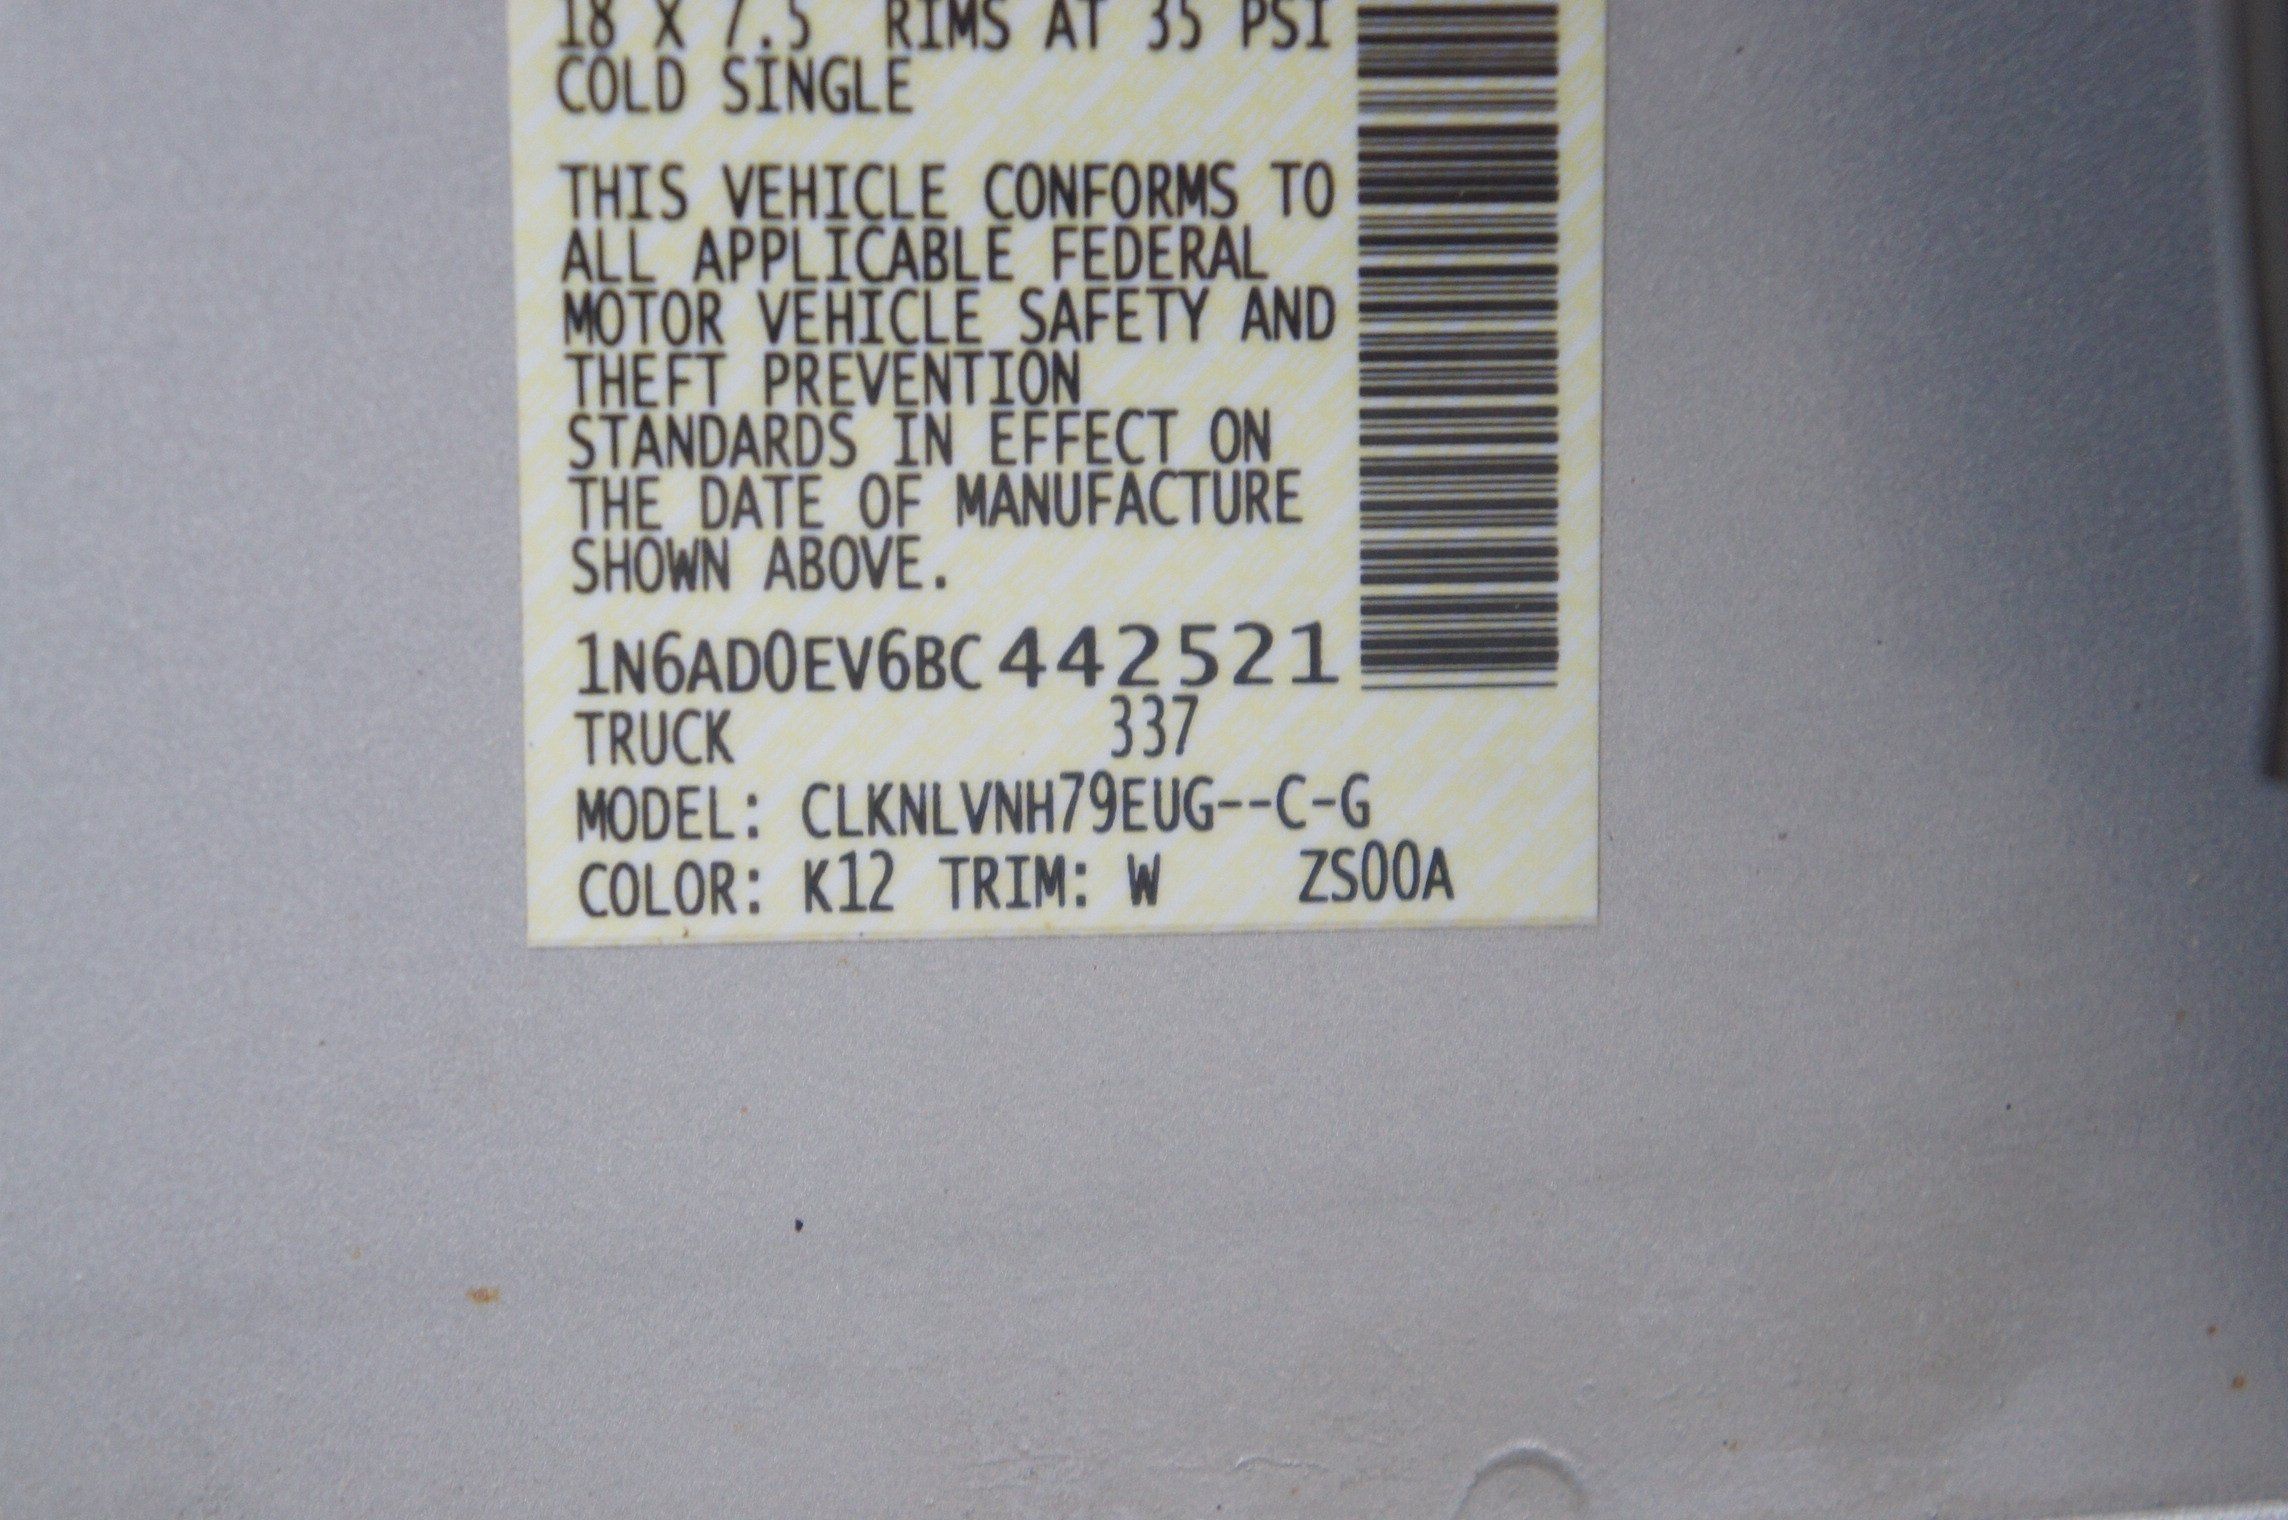 18 X 7.5 RIMS AT 35 PSI
COLD SINGLE
THIS VEHICLE CONFORMS TO
ALL APPLICABLE FEDERAL
MOTOR VEHICLE SAFETY AND
THEFT PREVENTION
STANDARDS IN EFFECT ON
THE DATE OF MANUFACTURE
SHOWN ABOVE.
1N6AD0EV6BC442521
TRUCK 337
MODEL: CLKNLVNH79EUG--C-G
COLOR: K12 TRIM: W ZS00A